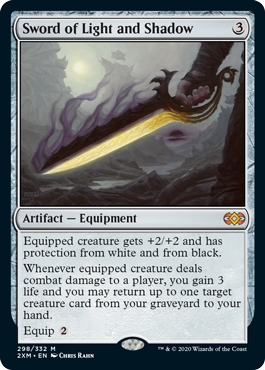 Sword of Light and Shadow 3
Artifact — Equipment
Equipped creature gets +2/+2 and has
protection from white and from black.
Whenever equipped creature deals
combat damage to a player, you gain 3
life and you may return up to one target
creature card from your graveyard to your
hand.
Equip 2
298/332 M
2XM • EN Chris Rahn
™ & © 2020 Wizards of the Coast